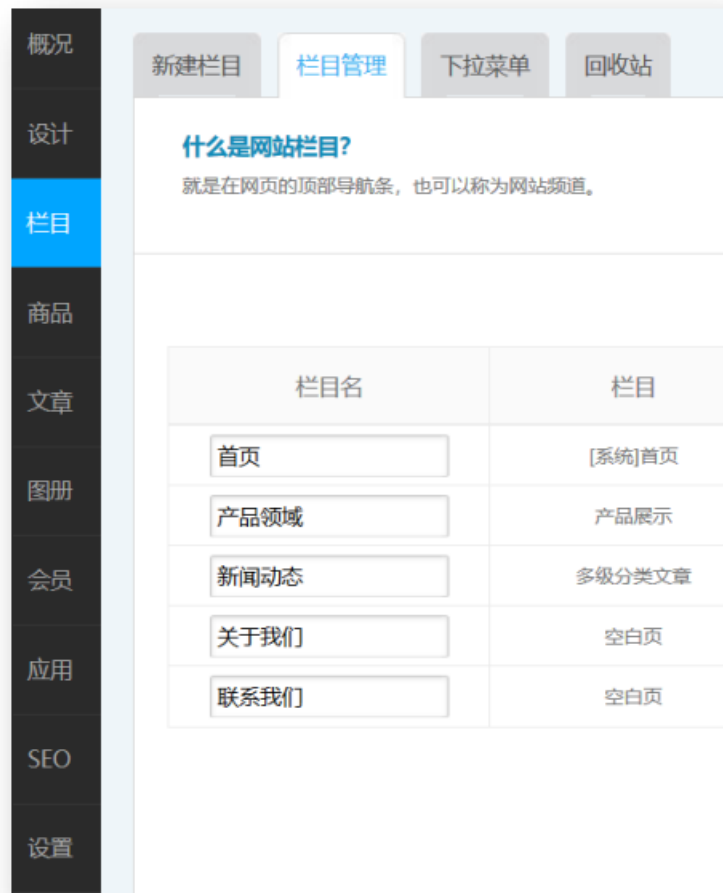 概况
设计
栏目
商品
文章
图册
会员
应用
SEO
设置
新建栏目 栏目管理 下拉菜单 回收站
什么是网站栏目？
就是在网页的顶部导航条，也可以称为网站频道。
栏目名 栏目
首页 [系统]首页
产品领域 产品展示
新闻动态 多级分类文章
关于我们 空白页
联系我们 空白页